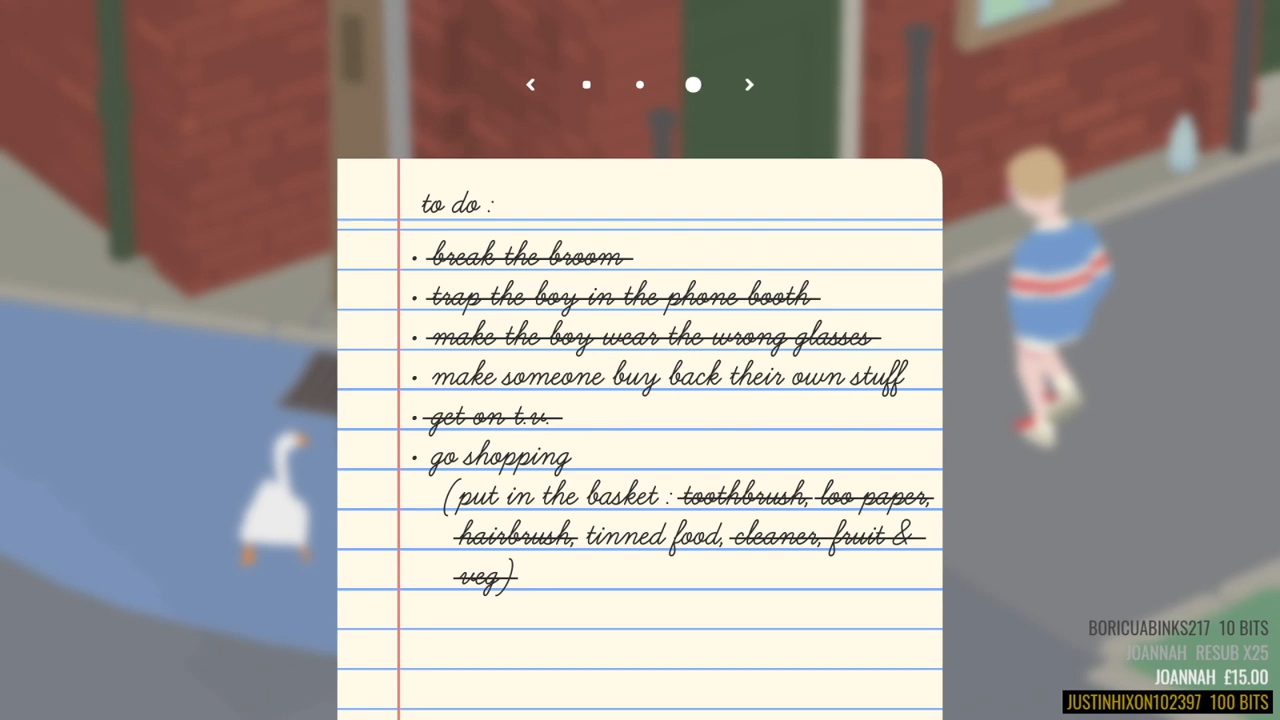 to do :
• break the broom
• trap the boy in the phone booth
• make the boy wear the wrong glasses
• make someone buy back their own stuff
• get on t.v.
• go shopping
(put in the basket : toothbrush, loo paper,
hairbrush, tinned food, cleaner, fruit &
veg)
BORICUABINKS217 10 BITS
JOANNAH RESUB X25
JOANNAH £15.00
JUSTINHIXON102397 100 BITS